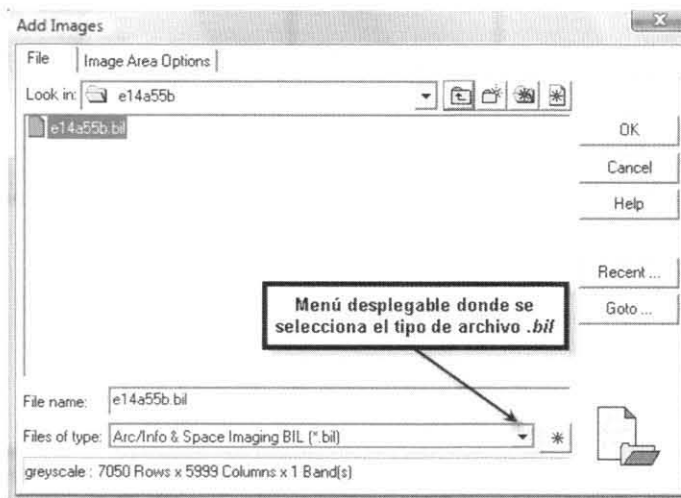 Add Images
File
Image Area Options
Look in: e14a55b
e14a55b.bil
OK
Cancel
Help
Recent ...
Goto ...
Menú desplegable donde se
selecciona el tipo de archivo .bil
File name: e14a55b.bil
Files of type: Arc/Info & Space Imaging BIL (*.bil)
greyscale : 7050 Rows x 5999 Columns x 1 Band(s)